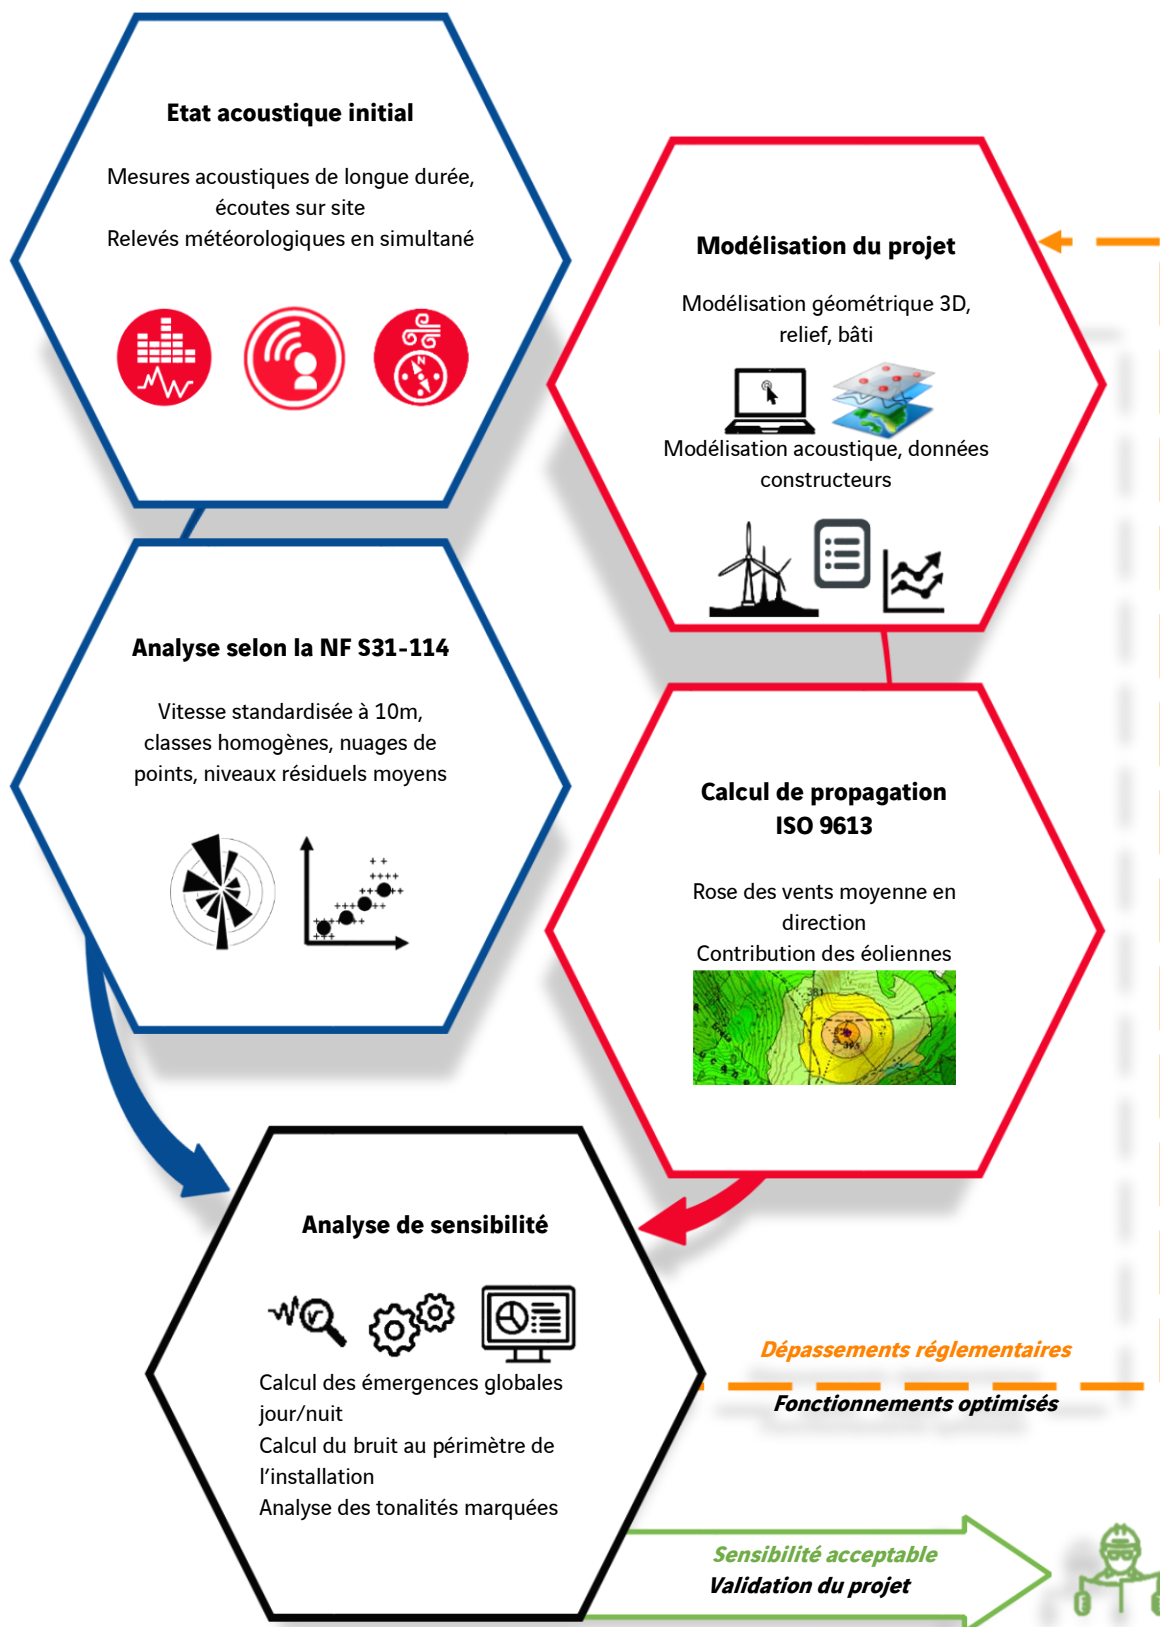 Etat acoustique initial
Mesures acoustiques de longue durée,
écoutes sur site
Relevés météorologiques en simultané
Analyse selon la NF S31-114
Vitesse standardisée à 10m,
classes homogènes, nuages de
points, niveaux résiduels moyens
Modélisation du projet
Modélisation géométrique 3D,
relief, bâti
Modélisation acoustique, données
constructeurs
Calcul de propagation
ISO 9613
Rose des vents moyenne en
direction
Contribution des éoliennes
381
Analyse de sensibilité
Calcul des émergences globales
jour/nuit
Calcul du bruit au périmètre de
l'installation
Analyse des tonalités marquées
Dépassements réglementaires
Fonctionnements optimisés
Sensibilité acceptable
Validation du projet